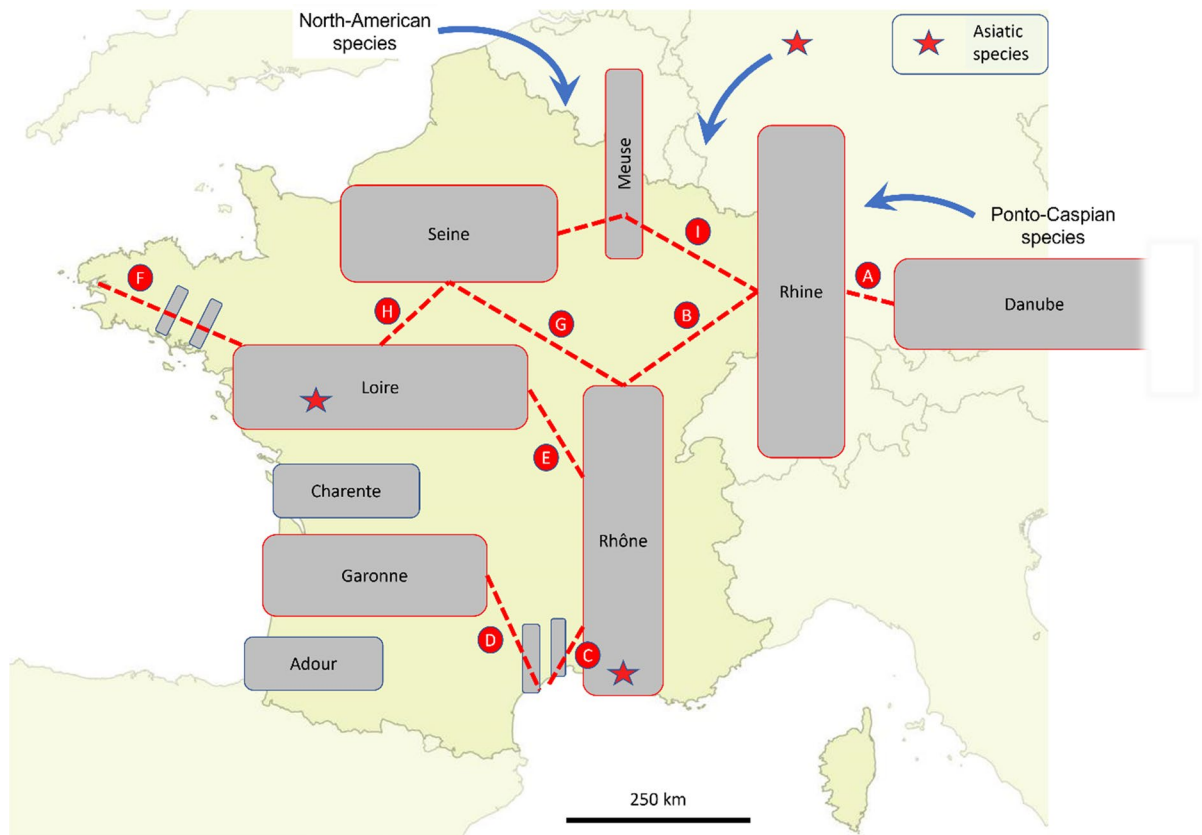 North-American
species
Asiatic
species
Meuse
Seine
I
Ponto-Caspian
species
F
A
Rhine
Danube
H
G
B
Loire
E
Charente
Rhône
Garonne
D
C
Adour
250 km